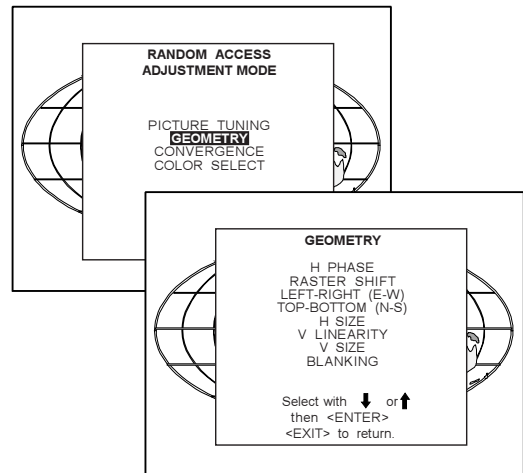 RANDOM ACCESS
ADJUSTMENT MODE
PICTURE TUNING
GEOMETRY
CONVERGENCE
COLOR SELECT
GEOMETRY
H PHASE
RASTER SHIFT
LEFT-RIGHT (E-W)
TOP-BOTTOM (N-S)
H SIZE
V LINEARITY
V SIZE
BLANKING
Select with ⬇ or ⬆
then <ENTER>
<EXIT> to return.